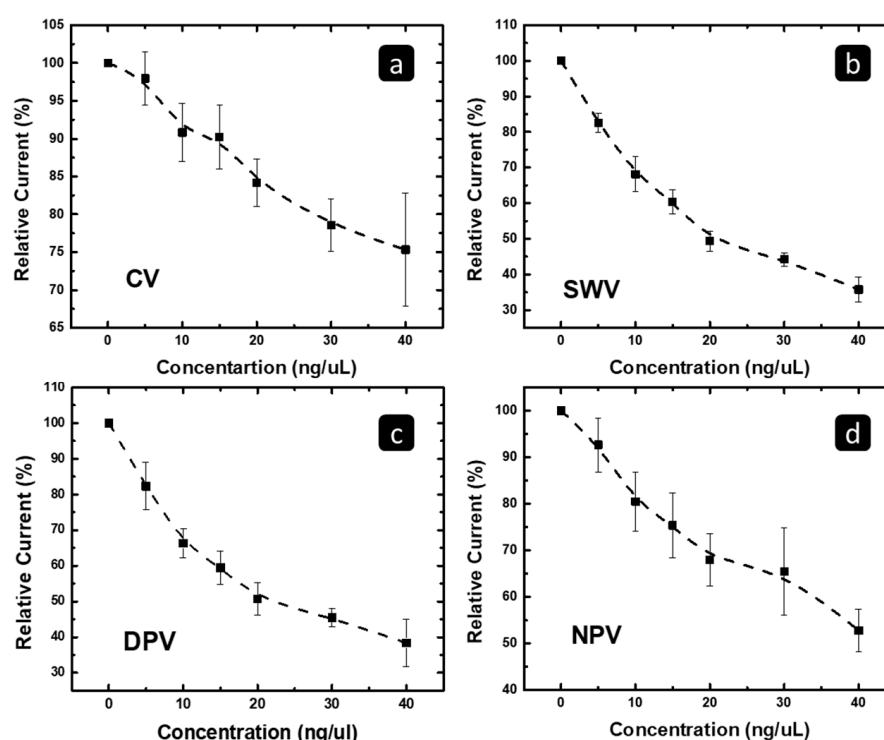 105
100
95
90
85
80
75
70
65
Relative Current (%)
a
CV
0 10 20 30 40
Concentartion (ng/uL)
110
100
90
80
70
60
50
40
30
Relative Current (%)
b
SWV
0 10 20 30 40
Concentration (ng/uL)
110
100
90
80
70
60
50
40
30
Relative Current (%)
c
DPV
0 10 20 30 40
Concentration (ng/ul)
100
90
80
70
60
50
40
Relative Current (%)
d
NPV
0 10 20 30 40
Concentration (ng/uL)